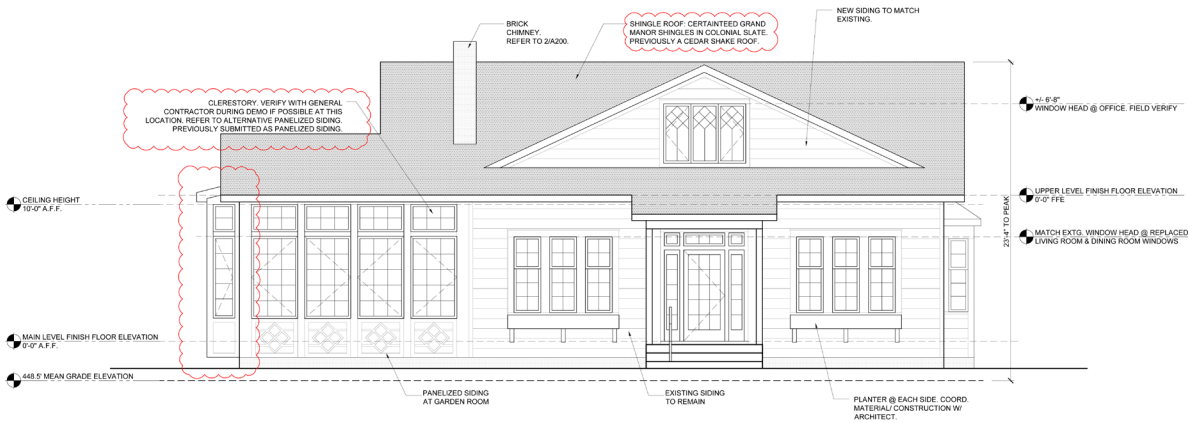 NEW SIDING TO MATCH
EXISTING.
BRICK
CHIMNEY.
REFER TO 2/A200.
SHINGLE ROOF: CERTAINTEED GRAND
MANOR SHINGLES IN COLONIAL SLATE.
PREVIOUSLY A CEDAR SHAKE ROOF.
CLERESTORY. VERIFY WITH GENERAL
CONTRACTOR DURING DEMO IF POSSIBLE AT THIS
LOCATION. REFER TO ALTERNATIVE PANELIZED SIDING.
PREVIOUSLY SUBMITTED AS PANELIZED SIDING.
+/- 6'-8"
WINDOW HEAD @ OFFICE. FIELD VERIFY
CEILING HEIGHT
10'-0" A.F.F.
UPPER LEVEL FINISH FLOOR ELEVATION
0'-0" FFE
23'-4" TO PEAK
MATCH EXTG. WINDOW HEAD @ REPLACED
LIVING ROOM & DINING ROOM WINDOWS
MAIN LEVEL FINISH FLOOR ELEVATION
0'-0" A.F.F.
448.5' MEAN GRADE ELEVATION
PANELIZED SIDING
AT GARDEN ROOM
EXISTING SIDING
TO REMAIN
PLANTER @ EACH SIDE. COORD.
MATERIAL/ CONSTRUCTION W/
ARCHITECT.